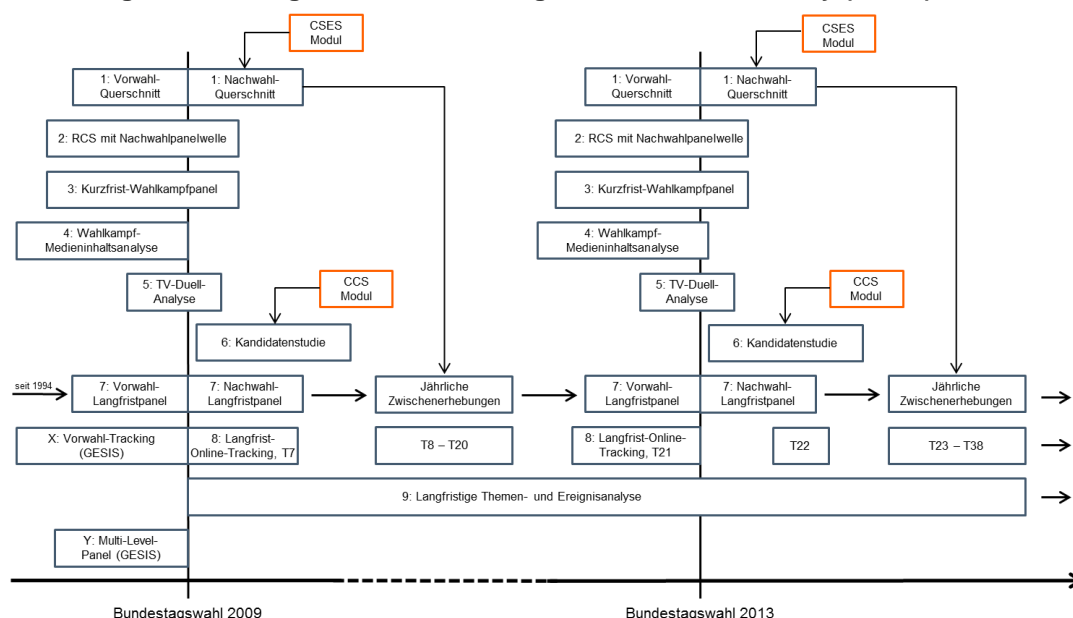 CSES
Modul
CSES
Modul
1: Vorwahl-
Querschnitt
1: Nachwahl-
Querschnitt
1: Vorwahl-
Querschnitt
1: Nachwahl-
Querschnitt
2: RCS mit Nachwahlpanelwelle
2: RCS mit Nachwahlpanelwelle
3: Kurzfrist-Wahlkampfpanel
3: Kurzfrist-Wahlkampfpanel
4: Wahlkampf-
Medieninhaltsanalyse
4: Wahlkampf-
Medieninhaltsanalyse
5: TV-Duell-
Analyse
CCS
Modul
5: TV-Duell-
Analyse
CCS
Modul
6: Kandidatenstudie
6: Kandidatenstudie
seit 1994
7: Vorwahl-
Langfristpanel
7: Nachwahl-
Langfristpanel
Jährliche
Zwischenerhebungen
7: Vorwahl-
Langfristpanel
7: Nachwahl-
Langfristpanel
Jährliche
Zwischenerhebungen
X: Vorwahl-Tracking
(GESIS)
8: Langfrist-
Online-Tracking, T7
T8 – T20
8: Langfrist-Online-
Tracking, T21
T22
T23 – T38
9: Langfristige Themen- und Ereignisanalyse
Y: Multi-Level-
Panel (GESIS)
Bundestagswahl 2009
Bundestagswahl 2013